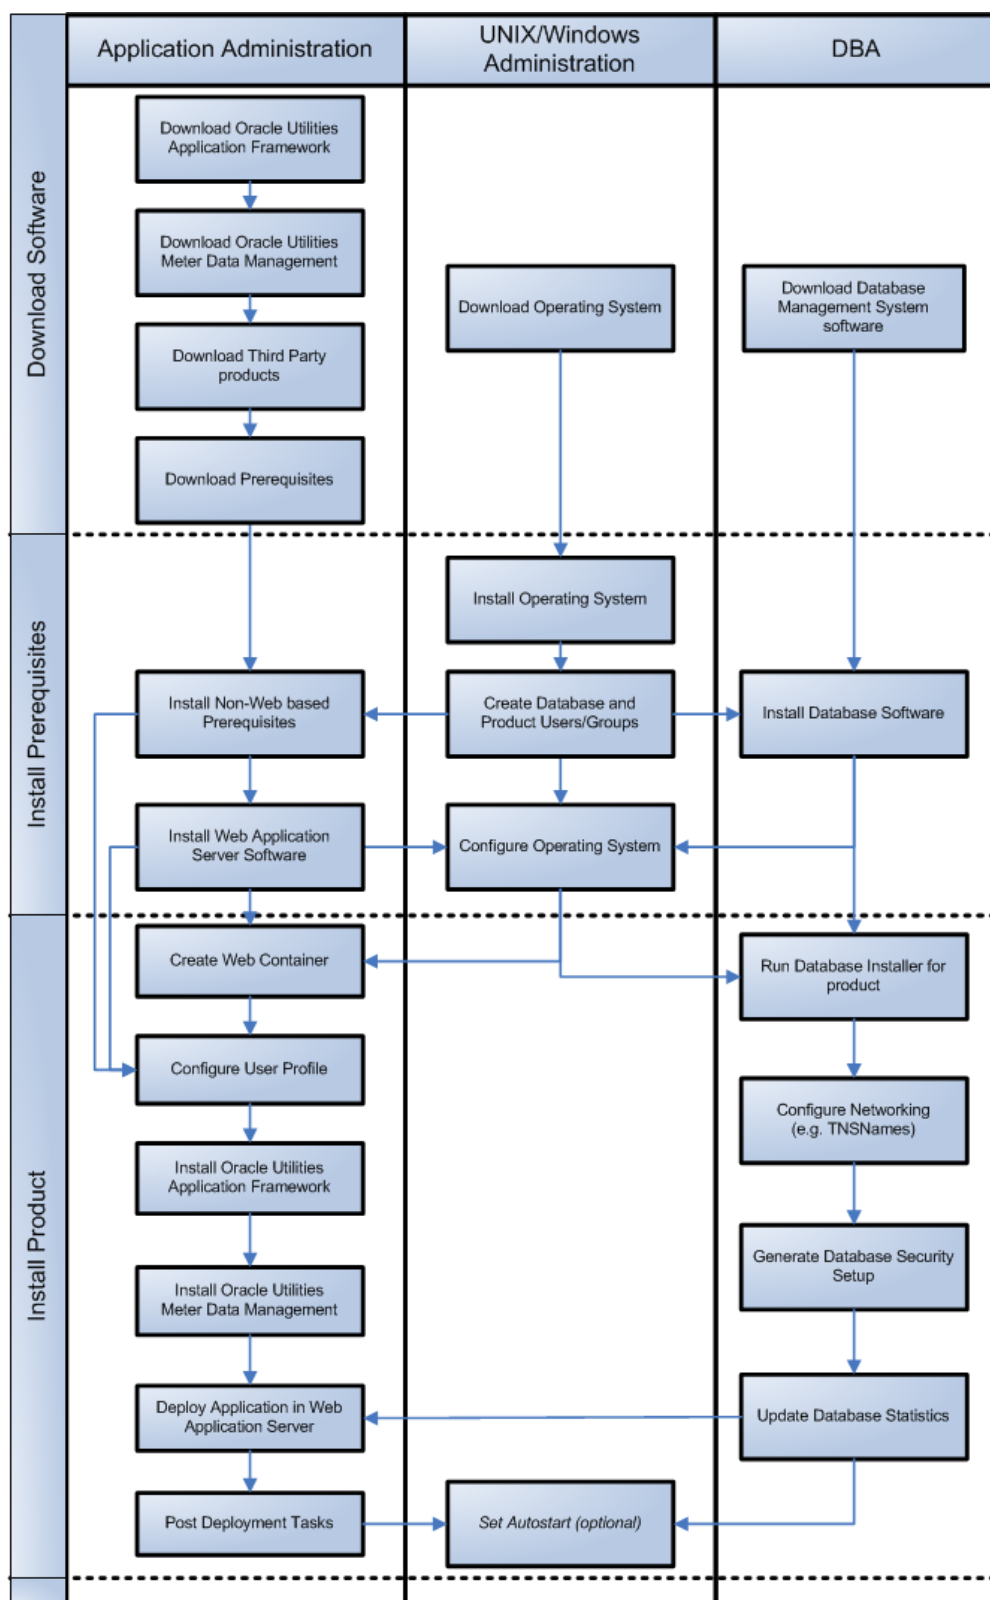 Application Administration
UNIX/Windows
Administration
DBA
Download Software
Download Oracle Utilities
Application Framework
Download Oracle Utilities
Meter Data Management
Download Third Party
products
Download Prerequisites
Download Operating System
Download Database
Management System
software
Install Prerequisites
Install Operating System
Install Non-Web based
Prerequisites
Create Database and
Product Users/Groups
Install Database Software
Install Web Application
Server Software
Configure Operating System
Install Product
Create Web Container
Run Database Installer for
product
Configure User Profile
Configure Networking
(e.g. TNSNames)
Install Oracle Utilities
Application Framework
Generate Database Security
Setup
Install Oracle Utilities
Meter Data Management
Deploy Application in Web
Application Server
Update Database Statistics
Post Deployment Tasks
Set Autostart (optional)